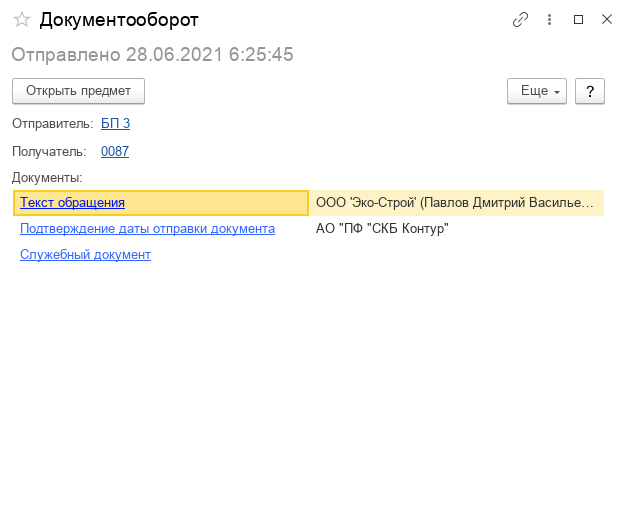 Документооборот
Отправлено 28.06.2021 6:25:45
Открыть предмет Еще ?
Отправитель: БП 3
Получатель: 0087
Документы:
Текст обращения ООО 'Эко-Строй' (Павлов Дмитрий Василье...
Подтверждение даты отправки документа АО "ПФ "СКБ Контур"
Служебный документ